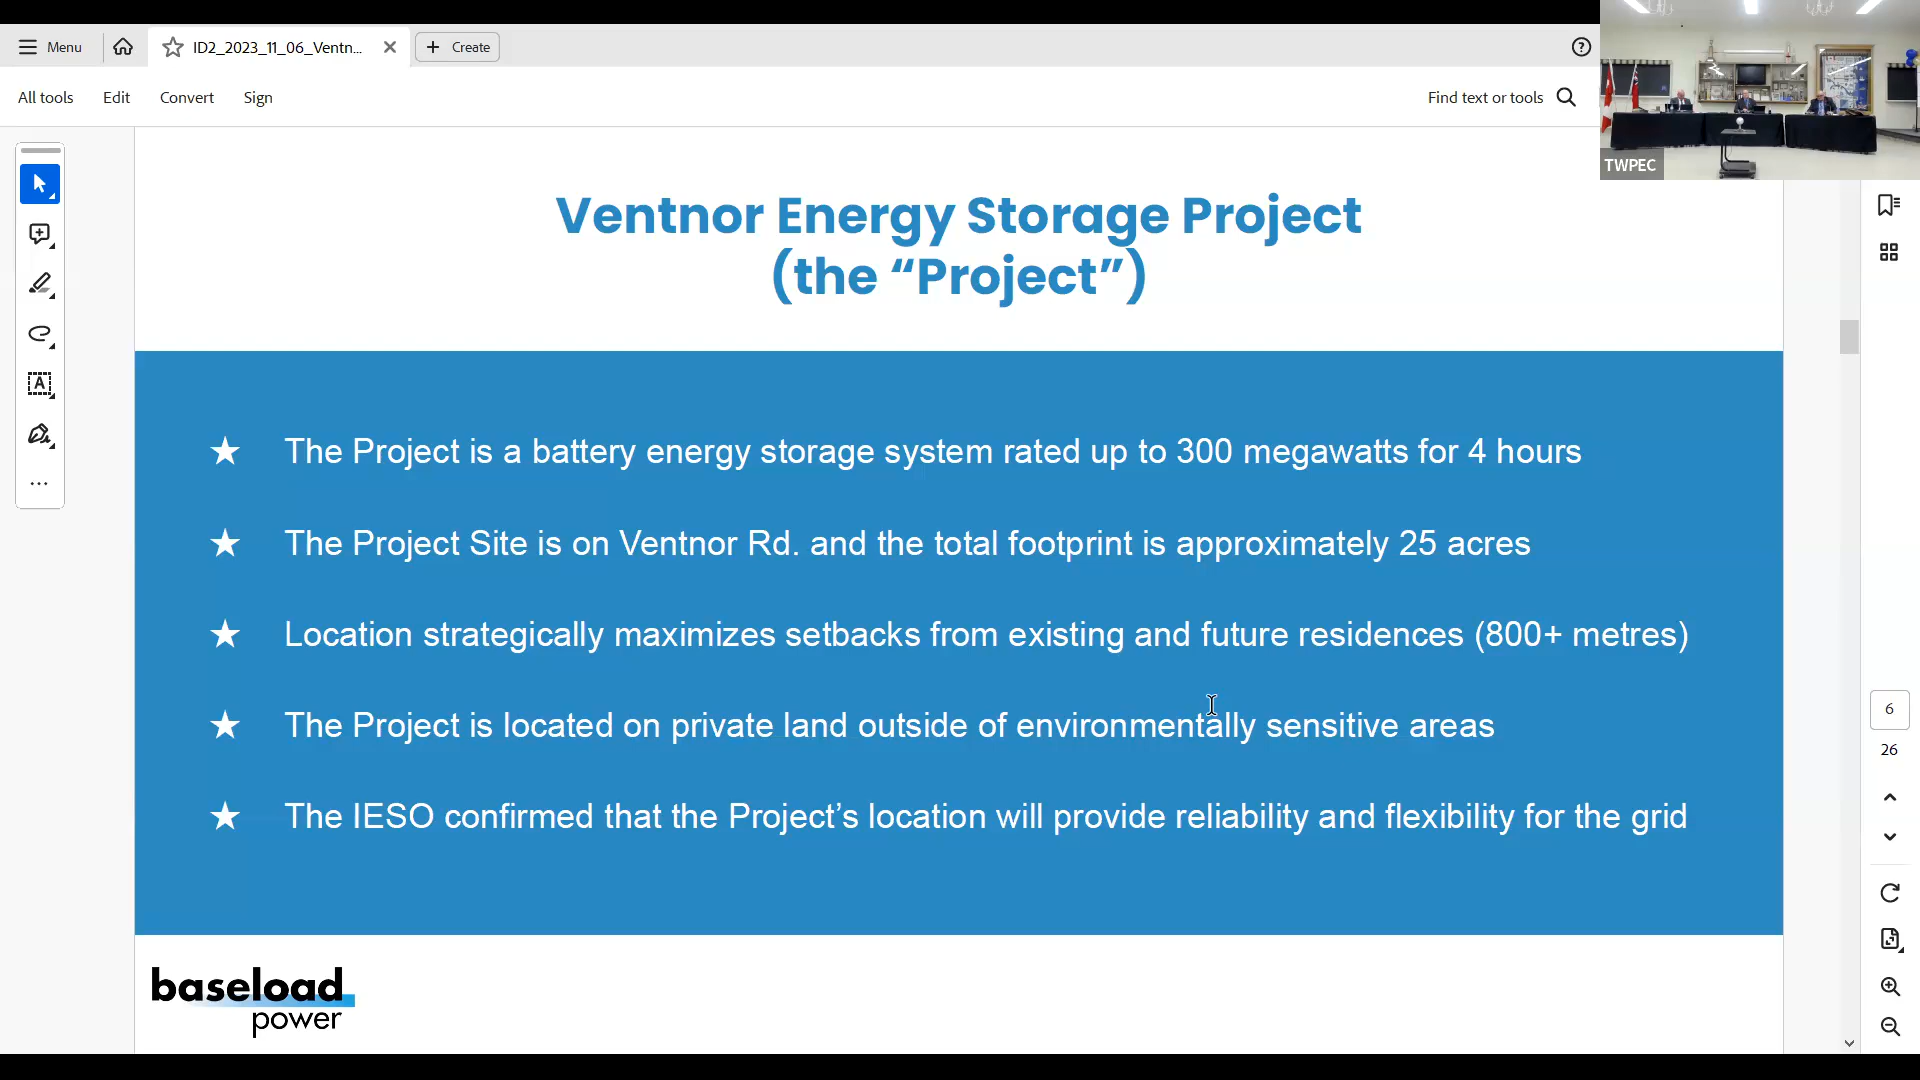 Menu
ID2_2023_11_06_Ventn...
Create
All tools
Edit
Convert
Sign
Find text or tools
TWPEC
Ventnor Energy Storage Project
(the “Project”)
★ The Project is a battery energy storage system rated up to 300 megawatts for 4 hours
★ The Project Site is on Ventnor Rd. and the total footprint is approximately 25 acres
★ Location strategically maximizes setbacks from existing and future residences (800+ metres)
★ The Project is located on private land outside of environmentally sensitive areas
★ The IESO confirmed that the Project’s location will provide reliability and flexibility for the grid
6
26
baseload
power